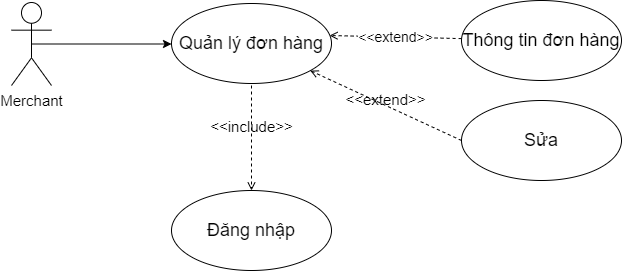 Quản lý đơn hàng
<<extend>>
Thông tin đơn hàng
Merchant
<<extend>>
<<include>>
Sửa
Đăng nhập